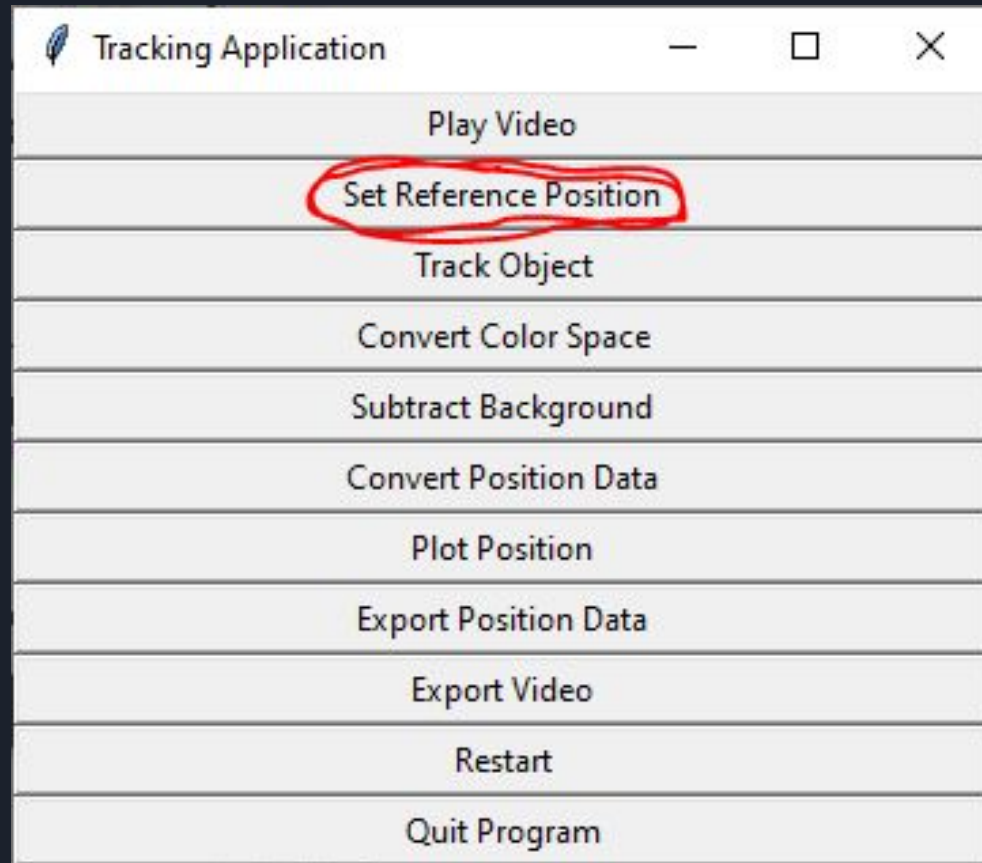 Tracking Application
Play Video
Set Reference Position
Track Object
Convert Color Space
Subtract Background
Convert Position Data
Plot Position
Export Position Data
Export Video
Restart
Quit Program